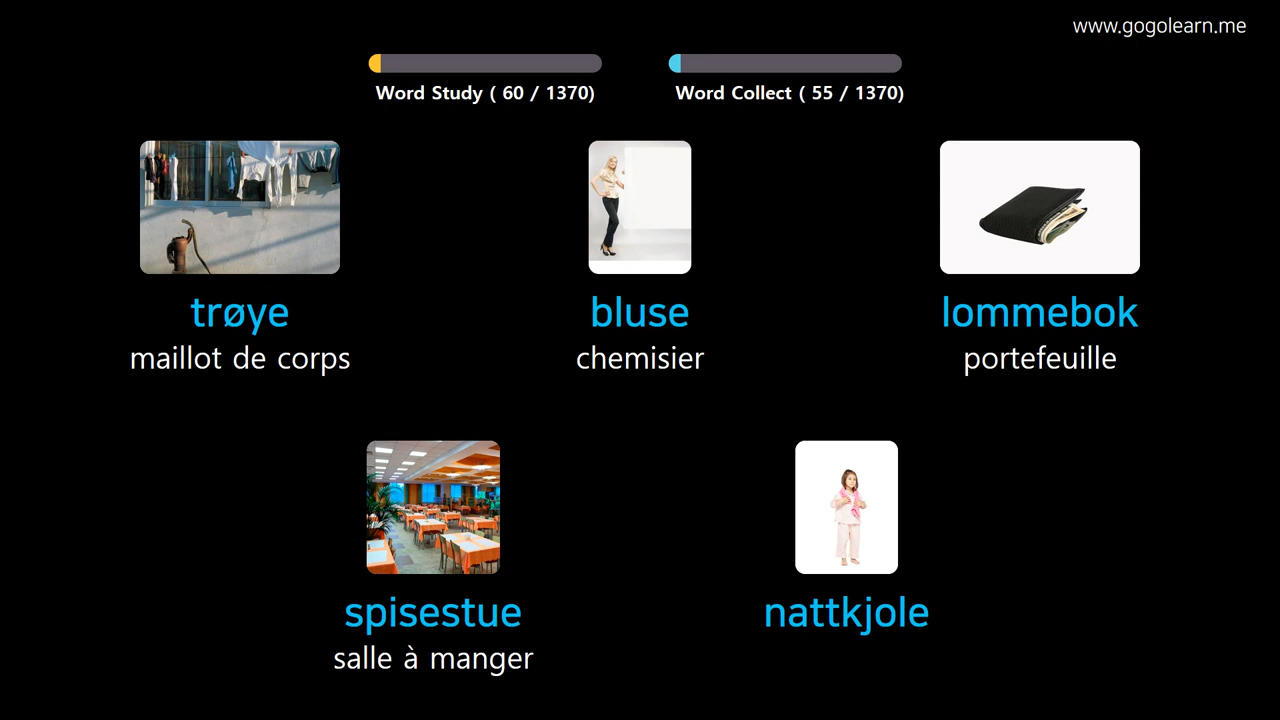 www.gogolearn.me
Word Study ( 60 / 1370)
Word Collect ( 55 / 1370)
trøye
maillot de corps
bluse
chemisier
lommebok
portefeuille
spisestue
salle à manger
nattkjole